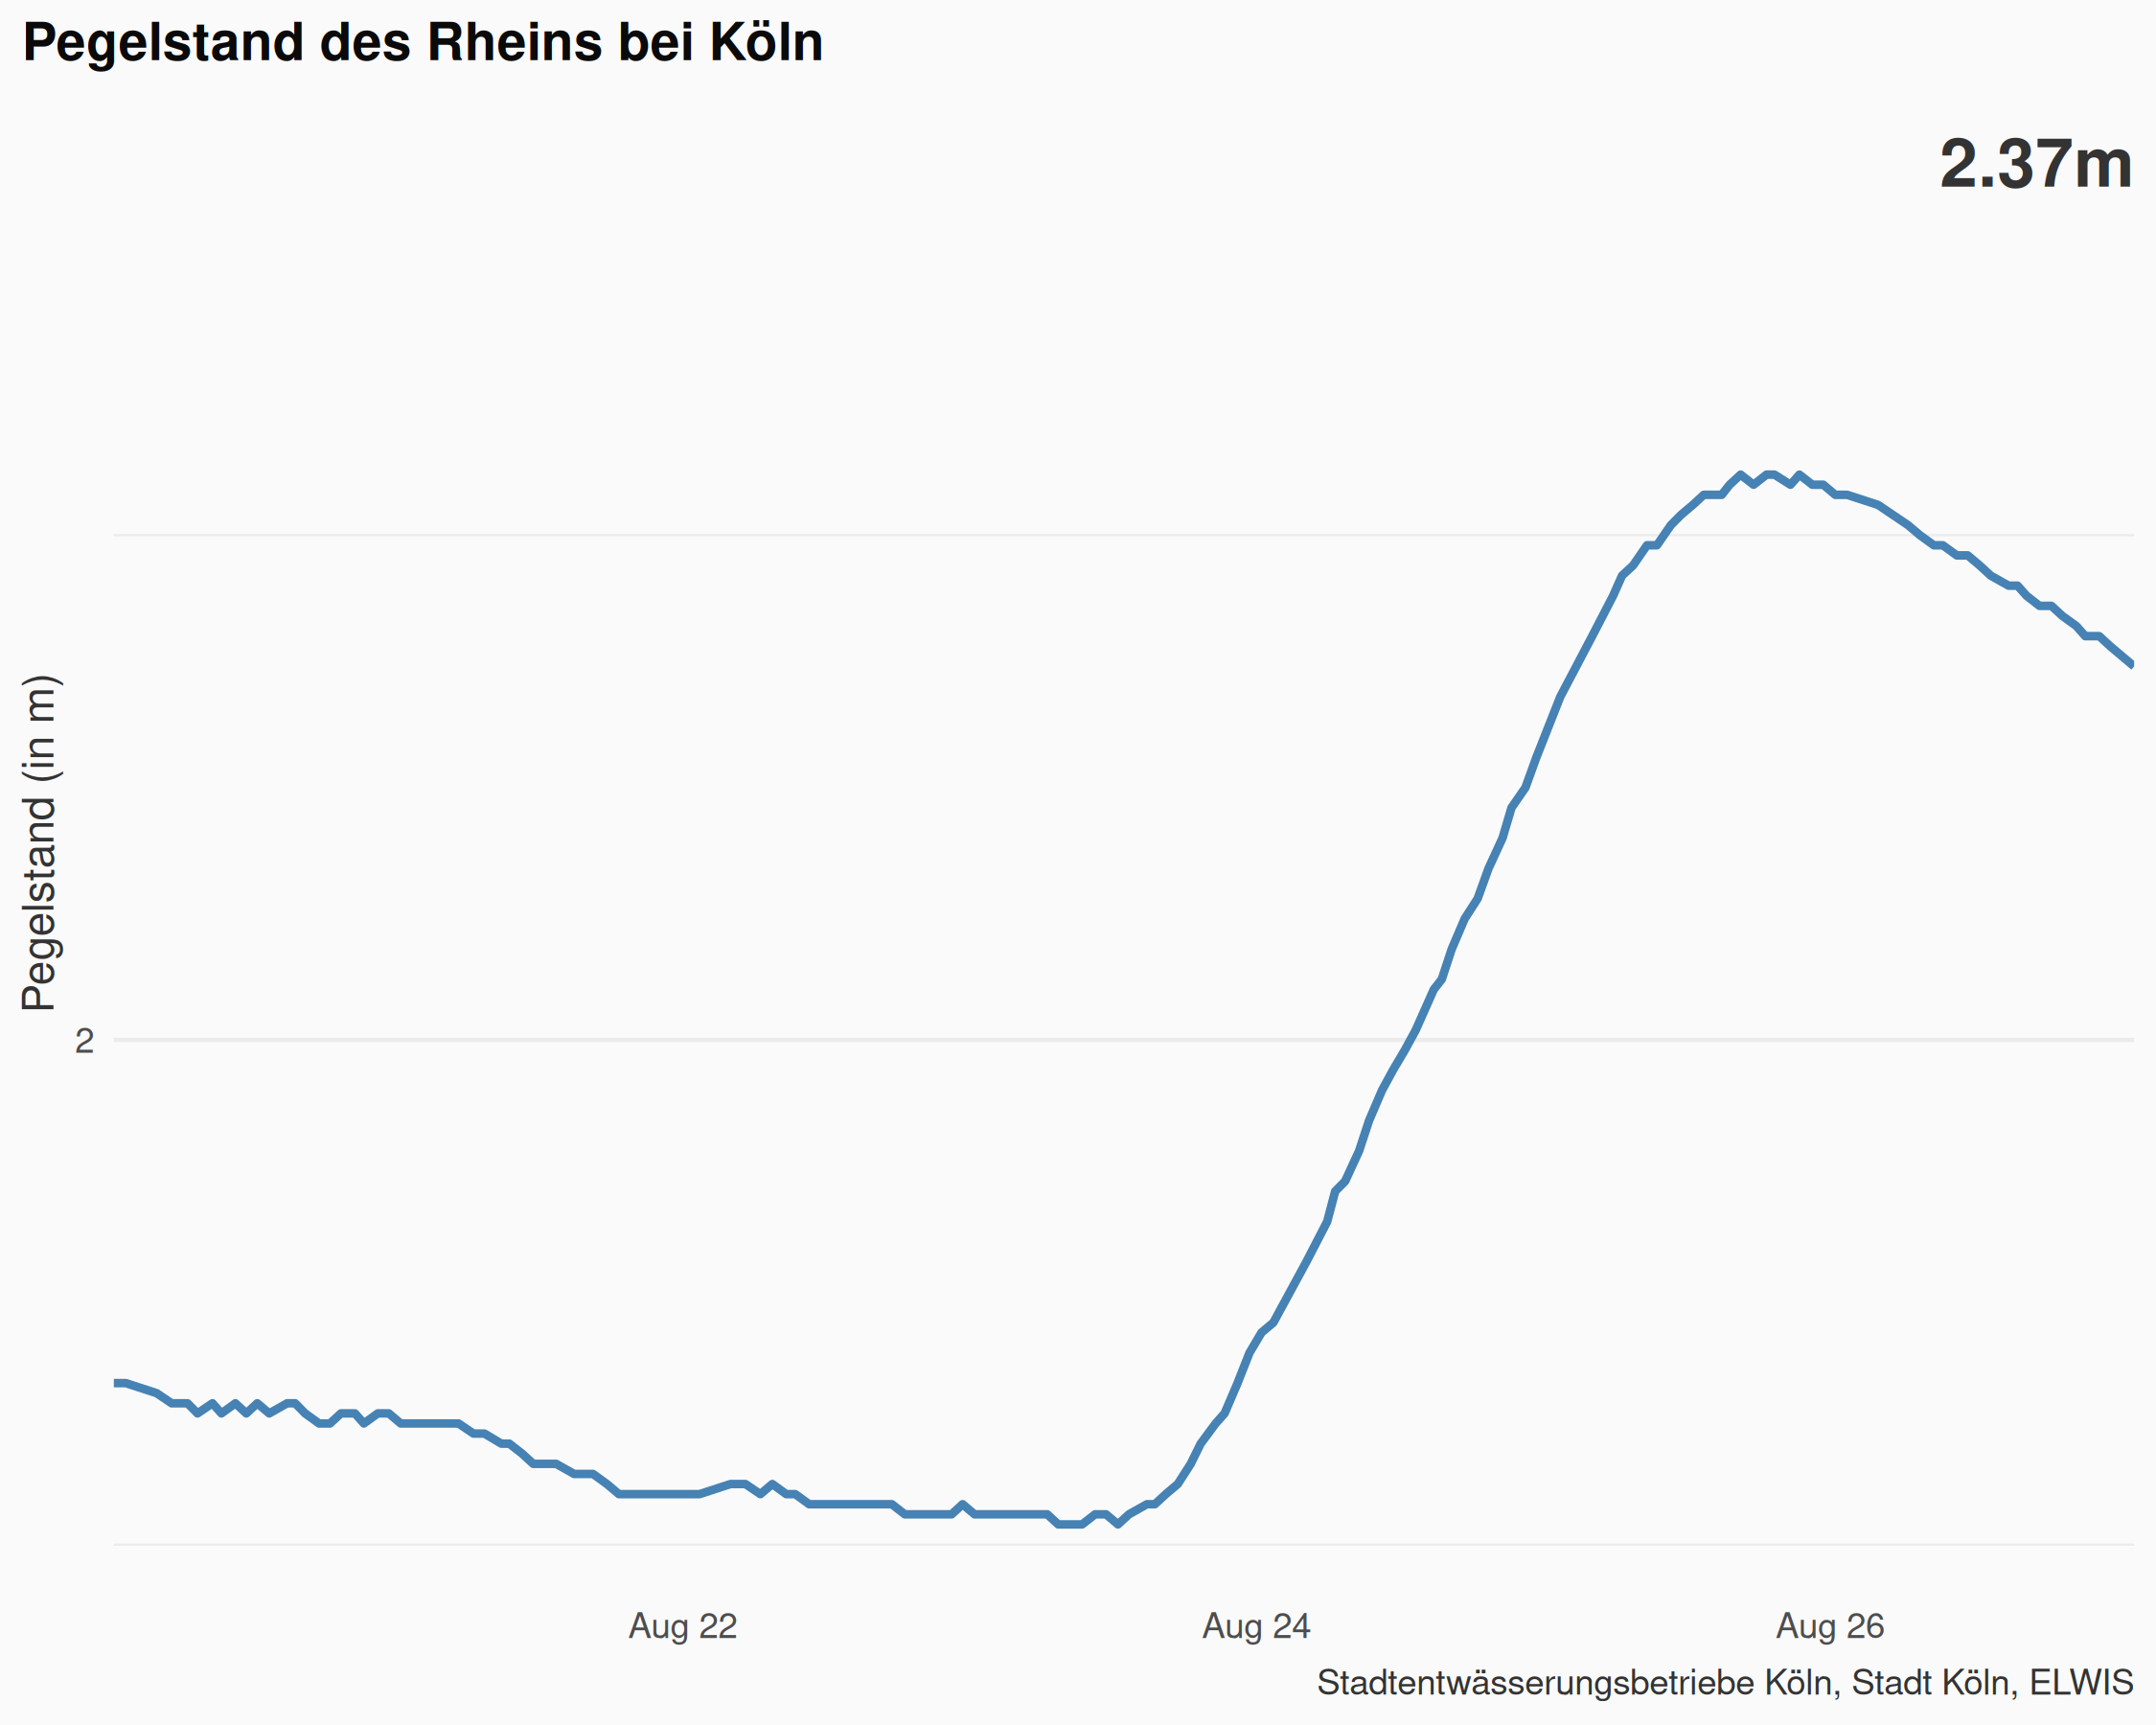 Pegelstand des Rheins bei Köln
2.37m
Pegelstand (in m)
2
Aug 22
Aug 24
Aug 26
Stadtentwässerungsbetriebe Köln, Stadt Köln, ELWIS